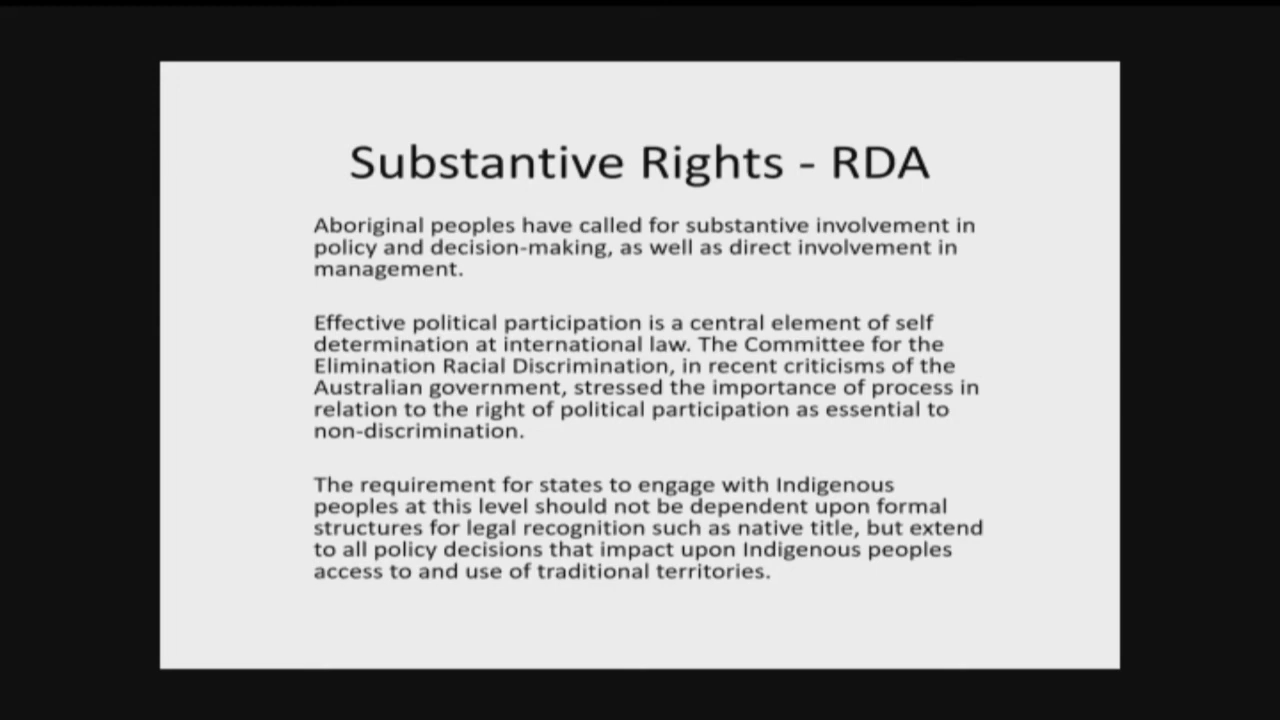 Substantive Rights - RDA
Aboriginal peoples have called for substantive involvement in
policy and decision-making, as well as direct involvement in
management.
Effective political participation is a central element of self
determination at international law. The Committee for the
Elimination Racial Discrimination, in recent criticisms of the
Australian government, stressed the importance of process in
relation to the right of political participation as essential to
non-discrimination.
The requirement for states to engage with Indigenous
peoples at this level should not be dependent upon formal
structures for legal recognition such as native title, but extend
to all policy decisions that impact upon Indigenous peoples
access to and use of traditional territories.